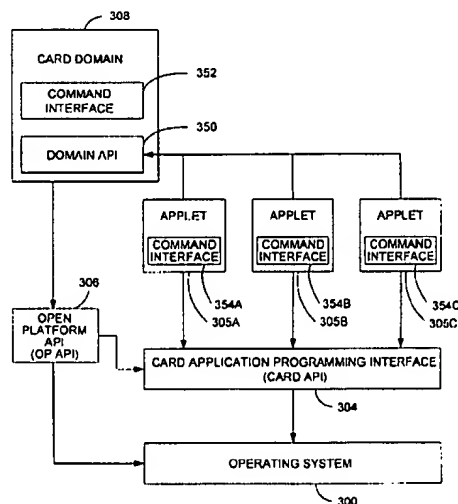 308
CARD DOMAIN
352
COMMAND
INTERFACE
350
DOMAIN API
APPLET
APPLET
APPLET
COMMAND
INTERFACE
COMMAND
INTERFACE
COMMAND
INTERFACE
306
354A
354B
354C
305A
305B
305C
OPEN
PLATFORM
API
(OP API)
CARD APPLICATION PROGRAMMING INTERFACE
(CARD API)
304
OPERATING SYSTEM
300